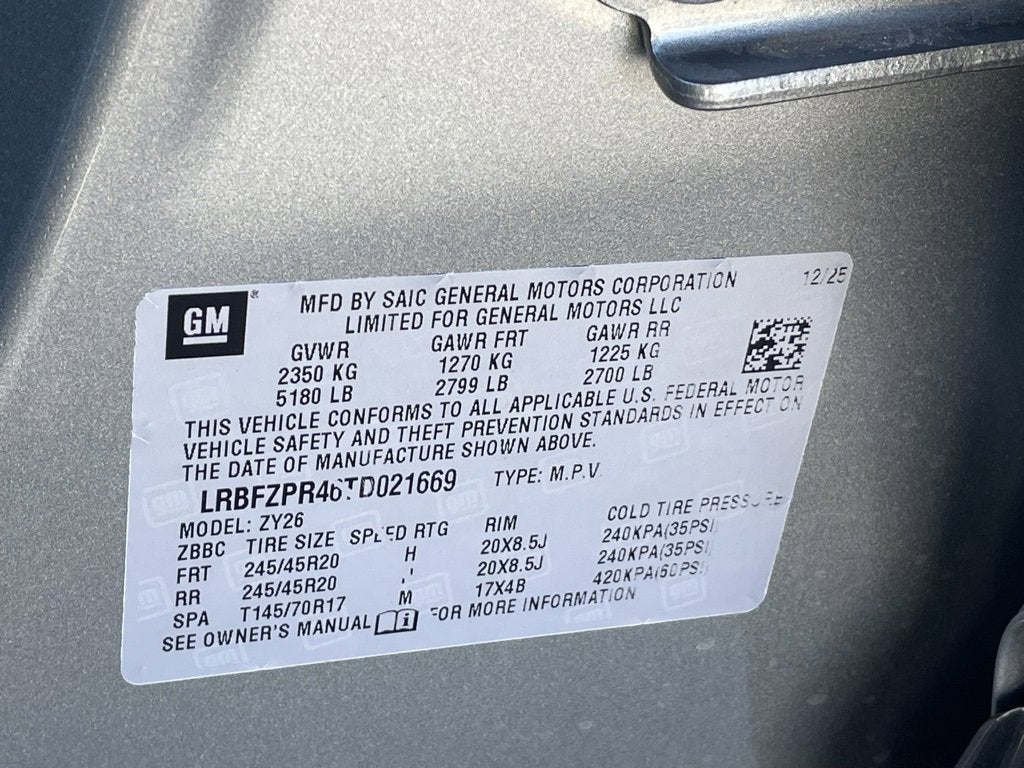 GM
MFD BY SAIC GENERAL MOTORS CORPORATION 12/25
LIMITED FOR GENERAL MOTORS LLC
GVWR GAWR FRT GAWR RR
2350 KG 1270 KG 1225 KG
5180 LB 2799 LB 2700 LB
THIS VEHICLE CONFORMS TO ALL APPLICABLE U.S. FEDERAL MOTOR
VEHICLE SAFETY AND THEFT PREVENTION STANDARDS IN EFFECT ON
THE DATE OF MANUFACTURE SHOWN ABOVE.
LRBFZPR46TD021669 TYPE: M.P.V
MODEL: ZY26
ZBBC TIRE SIZE SPEED RTG RIM COLD TIRE PRESSURE
FRT 245/45R20 H 20X8.5J 240KPA(35PSI)
RR 245/45R20 20X8.5J 240KPA(35PSI)
SPA T145/70R17 M 17X4B 420KPA(60PSI)
SEE OWNER'S MANUAL FOR MORE INFORMATION